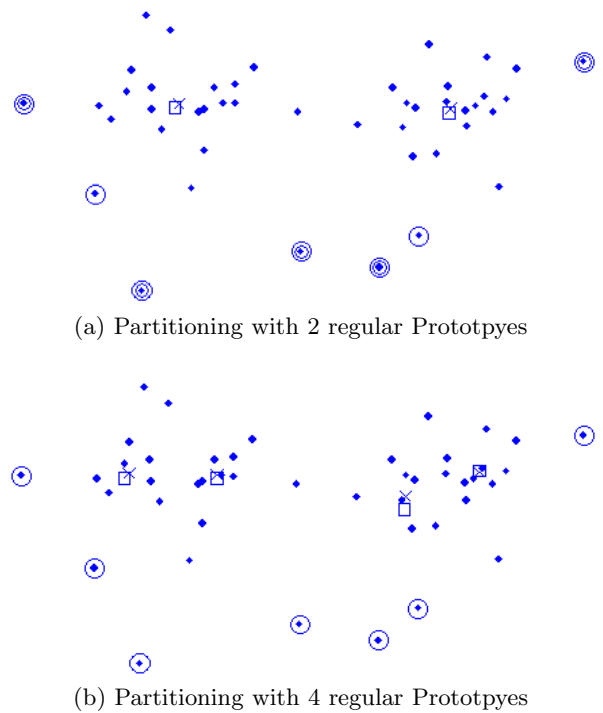 (a) Partitioning with 2 regular Prototpyes
(b) Partitioning with 4 regular Prototpyes